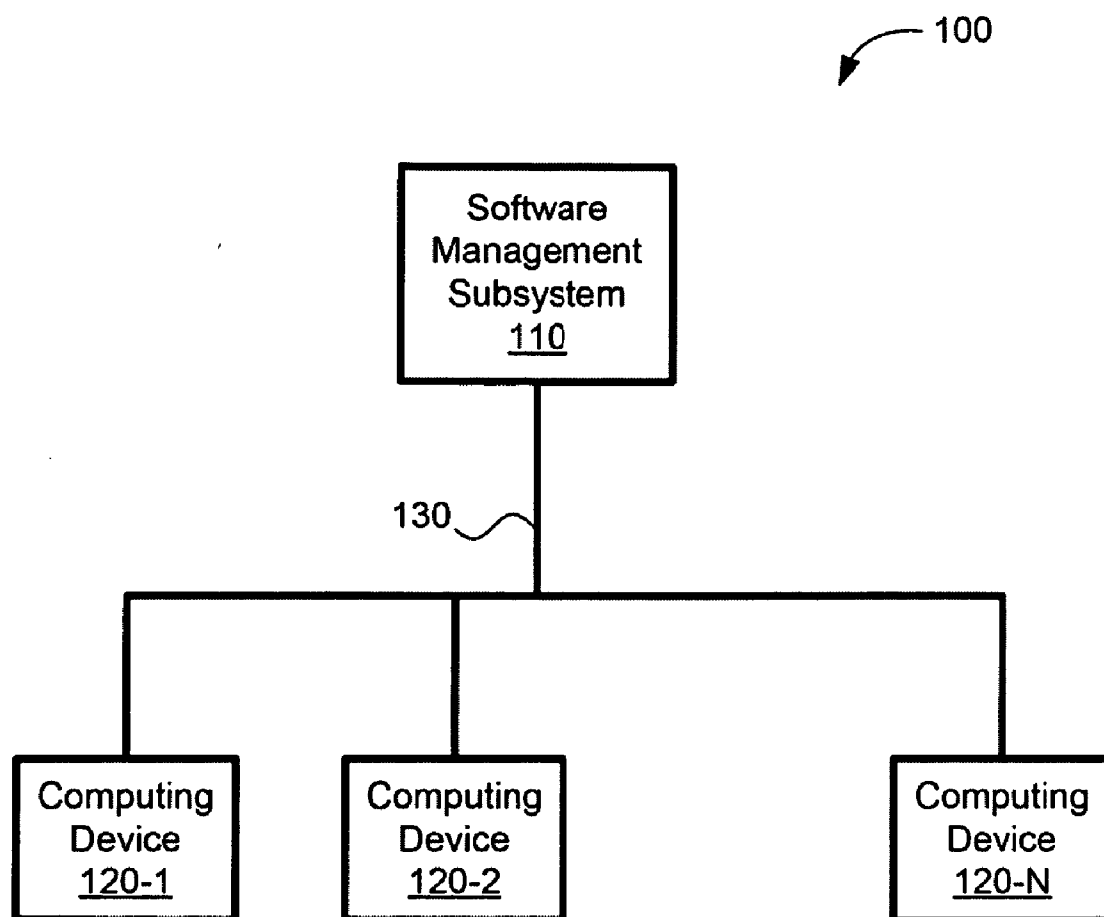 100
Software
Management
Subsystem
110
130
Computing
Device
120-1
Computing
Device
120-2
Computing
Device
120-N